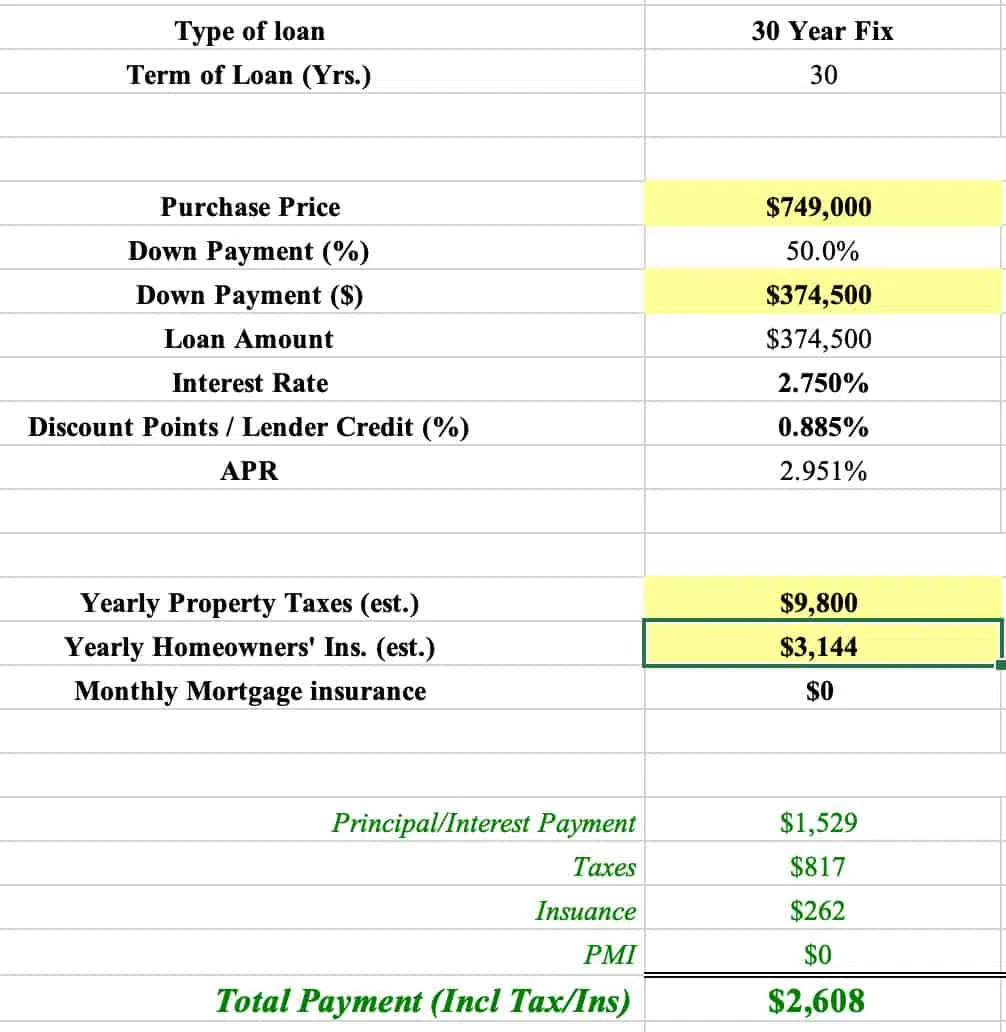 Type of loan 30 Year Fix
Term of Loan (Yrs.) 30
Purchase Price $749,000
Down Payment (%) 50.0%
Down Payment ($) $374,500
Loan Amount $374,500
Interest Rate 2.750%
Discount Points / Lender Credit (%) 0.885%
APR 2.951%
Yearly Property Taxes (est.) $9,800
Yearly Homeowners' Ins. (est.) $3,144
Monthly Mortgage insurance $0
Principal/Interest Payment $1,529
Taxes $817
Insuance $262
PMI $0
Total Payment (Incl Tax/Ins) $2,608